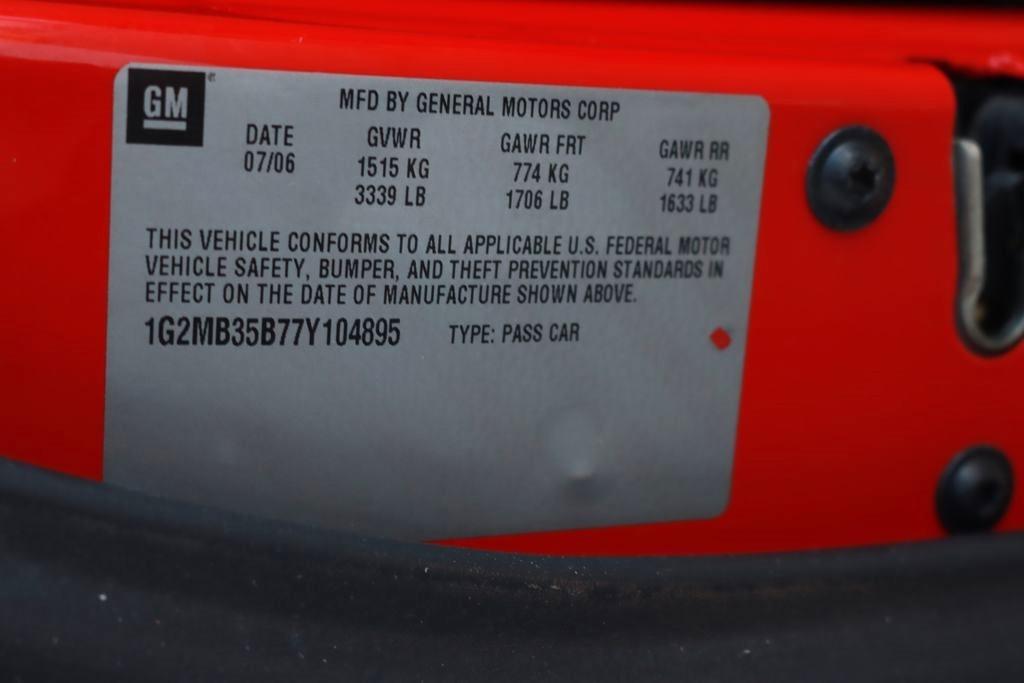 GM
MFD BY GENERAL MOTORS CORP
DATE GVWR GAWR FRT GAWR RR
07/06 1515 KG 774 KG 741 KG
3339 LB 1706 LB 1633 LB
THIS VEHICLE CONFORMS TO ALL APPLICABLE U.S. FEDERAL MOTOR
VEHICLE SAFETY, BUMPER, AND THEFT PREVENTION STANDARDS IN
EFFECT ON THE DATE OF MANUFACTURE SHOWN ABOVE.
1G2MB35B77Y104895 TYPE: PASS CAR